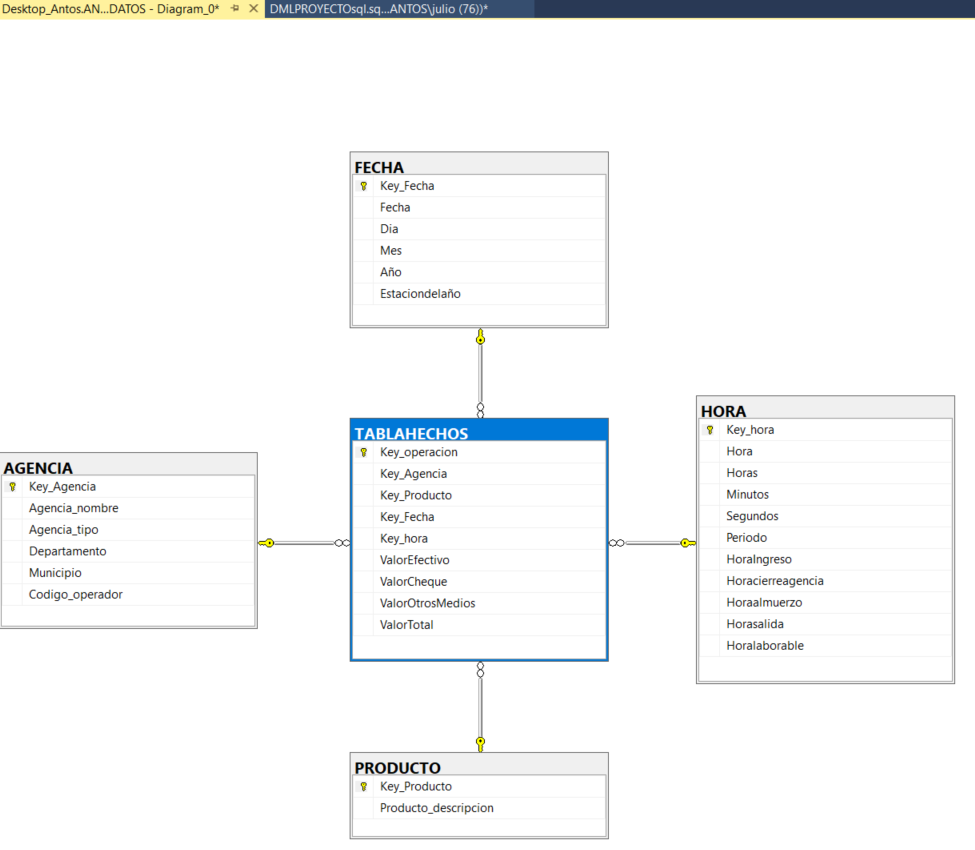 Desktop_Antos.AN...DATOS - Diagram_0*
DMLPROYECTOsql.sq...ANTOS\julio (76))*
FECHA
Key_Fecha
Fecha
Dia
Mes
Año
Estaciondelaño
TABLAHECHOS
Key_operacion
Key_Agencia
Key_Producto
Key_Fecha
Key_hora
ValorEfectivo
ValorCheque
ValorOtrosMedios
ValorTotal
HORA
Key_hora
Hora
Horas
Minutos
Segundos
Periodo
HoraIngreso
Horacierreagencia
Horaalmuerzo
Horasalida
Horalaborable
AGENCIA
Key_Agencia
Agencia_nombre
Agencia_tipo
Departamento
Municipio
Codigo_operador
PRODUCTO
Key_Producto
Producto_descripcion